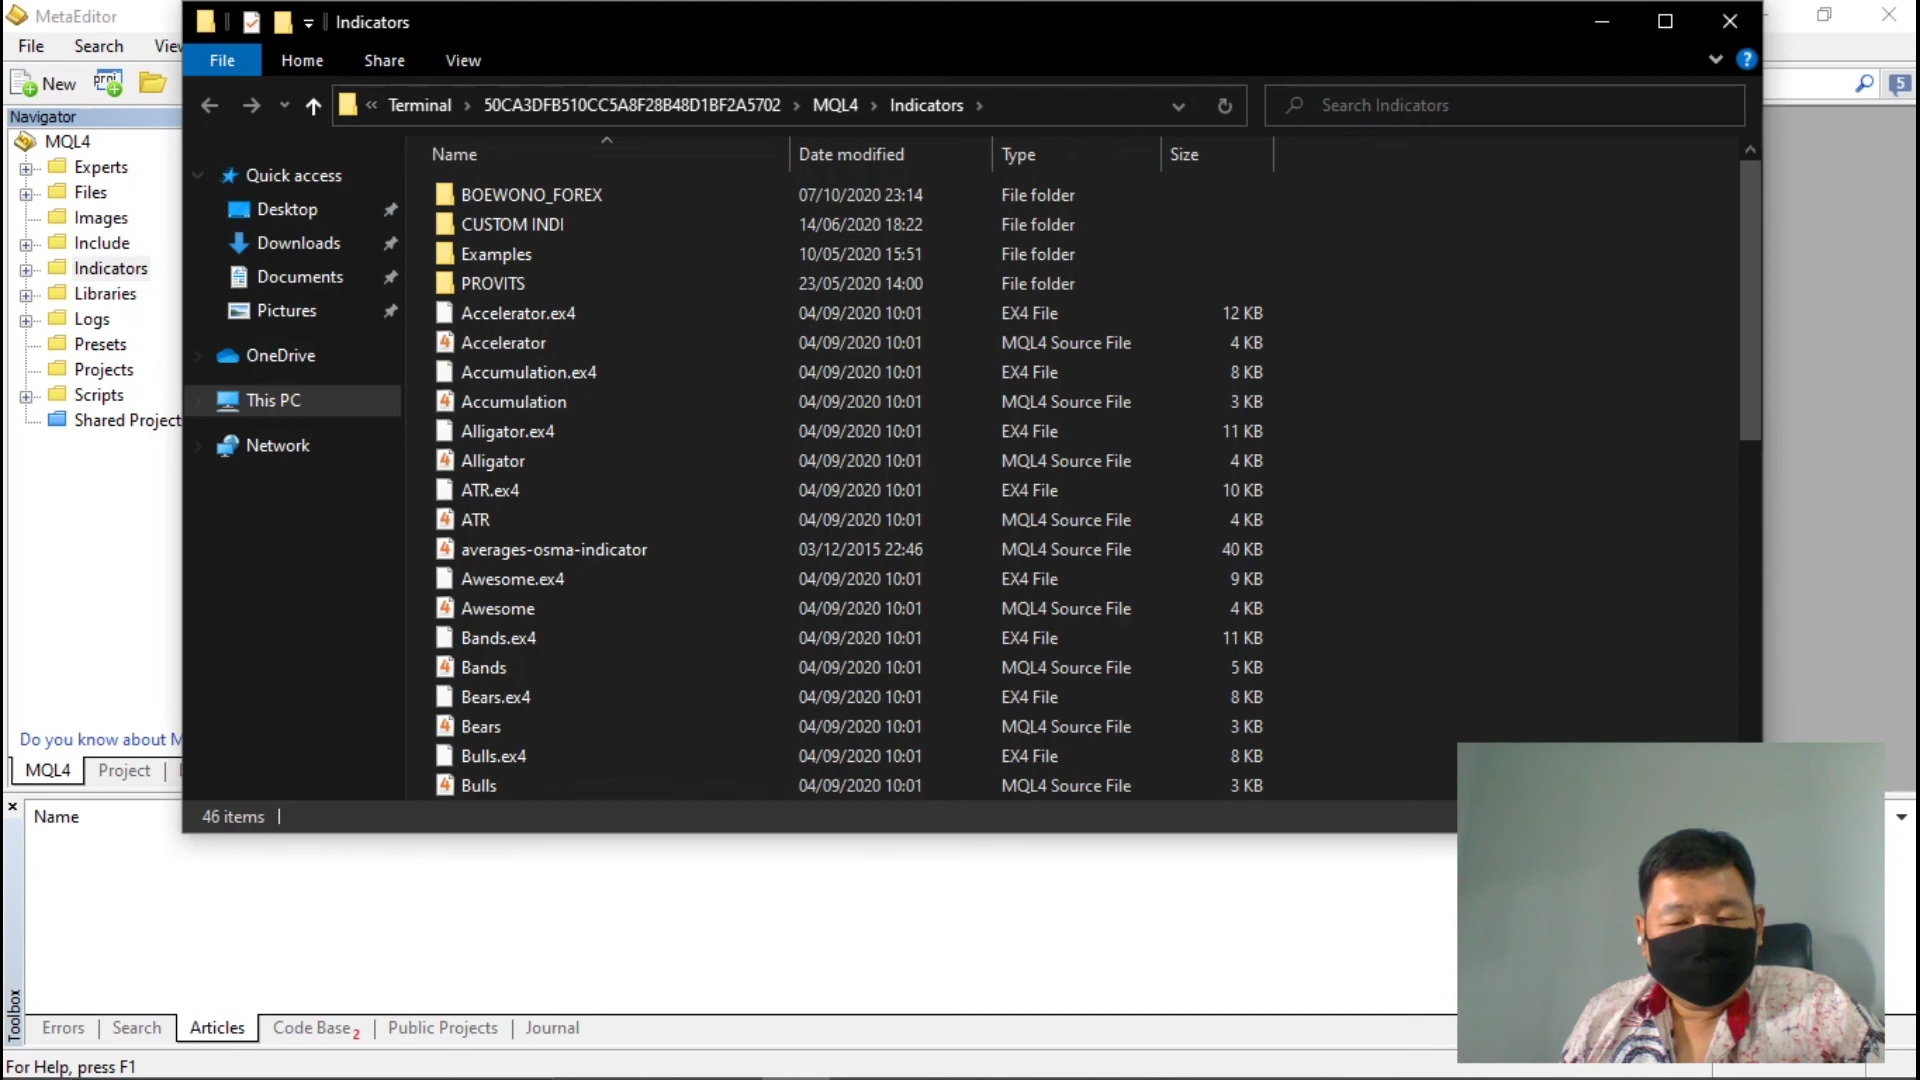 MetaEditor
File Search View
New
Navigator
MQL4
Experts
Files
Images
Include
Indicators
Libraries
Logs
Presets
Projects
Scripts
Shared Project
Do you know about M
MQL4 Project
Indicators
File Home Share View
Terminal 50CA3DFB510CC5A8F28B48D1BF2A5702 MQL4 Indicators
Search Indicators
5
Quick access
Desktop
Downloads
Documents
Pictures
OneDrive
This PC
Network
Name Date modified Type Size
BOEWONO_FOREX 07/10/2020 23:14 File folder
CUSTOM INDI 14/06/2020 18:22 File folder
Examples 10/05/2020 15:51 File folder
PROVITS 23/05/2020 14:00 File folder
Accelerator.ex4 04/09/2020 10:01 EX4 File 12 KB
Accelerator 04/09/2020 10:01 MQL4 Source File 4 KB
Accumulation.ex4 04/09/2020 10:01 EX4 File 8 KB
Accumulation 04/09/2020 10:01 MQL4 Source File 3 KB
Alligator.ex4 04/09/2020 10:01 EX4 File 11 KB
Alligator 04/09/2020 10:01 MQL4 Source File 4 KB
ATR.ex4 04/09/2020 10:01 EX4 File 10 KB
ATR 04/09/2020 10:01 MQL4 Source File 4 KB
averages-osma-indicator 03/12/2015 22:46 MQL4 Source File 40 KB
Awesome.ex4 04/09/2020 10:01 EX4 File 9 KB
Awesome 04/09/2020 10:01 MQL4 Source File 4 KB
Bands.ex4 04/09/2020 10:01 EX4 File 11 KB
Bands 04/09/2020 10:01 MQL4 Source File 5 KB
Bears.ex4 04/09/2020 10:01 EX4 File 8 KB
Bears 04/09/2020 10:01 MQL4 Source File 3 KB
Bulls.ex4 04/09/2020 10:01 EX4 File 8 KB
Bulls 04/09/2020 10:01 MQL4 Source File 3 KB
46 items
Name
Toolbox
Errors Search Articles Code Base 2 Public Projects Journal
For Help, press F1